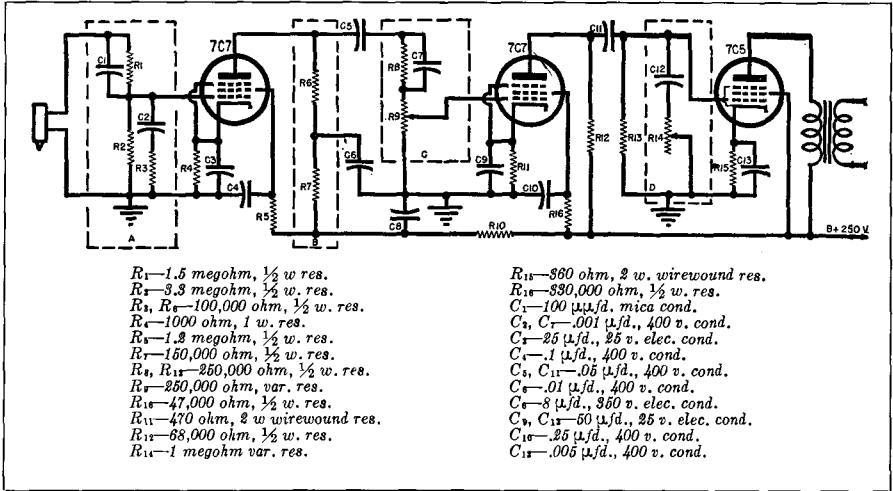 C5
C11
7C7
7C7
7C5
C1
R1
R6
R8
C7
C12
C2
R9
R2
R3
R4
C3
C4
R5
R7
C6
C
C8
C9
R11
C10
R16
R10
R12
R13
R14
D
R15
C13
A
B
B+ 250 V.
R₁—1.5 megohm, ½ w res.
R₂—3.3 megohm, ½ w. res.
R₃, R₆—100,000 ohm, ½ w. res.
R₄—1000 ohm, 1 w. res.
R₅—1.2 megohm, ½ w. res.
R₇—150,000 ohm, ½ w. res.
R₈, R₁₃—250,000 ohm, ½ w. res.
R₉—250,000 ohm, var. res.
R₁₀—47,000 ohm, ½ w. res.
R₁₁—470 ohm, 2 w wirewound res.
R₁₂—68,000 ohm, ½ w. res.
R₁₄—1 megohm var. res.
R₁₅—360 ohm, 2 w. wirewound res.
R₁₆—330,000 ohm, ½ w. res.
C₁—100 μμfd. mica cond.
C₂, C₇—.001 μfd., 400 v. cond.
C₃—25 μfd., 25 v. elec. cond.
C₄—.1 μfd., 400 v. cond.
C₅, C₁₁—.05 μfd., 400 v. cond.
C₆—.01 μfd., 400 v. cond.
C₈—8 μfd., 350 v. elec. cond.
C₉, C₁₃—50 μfd., 25 v. elec. cond.
C₁₀—.25 μfd., 400 v. cond.
C₁₂—.005 μfd., 400 v. cond.